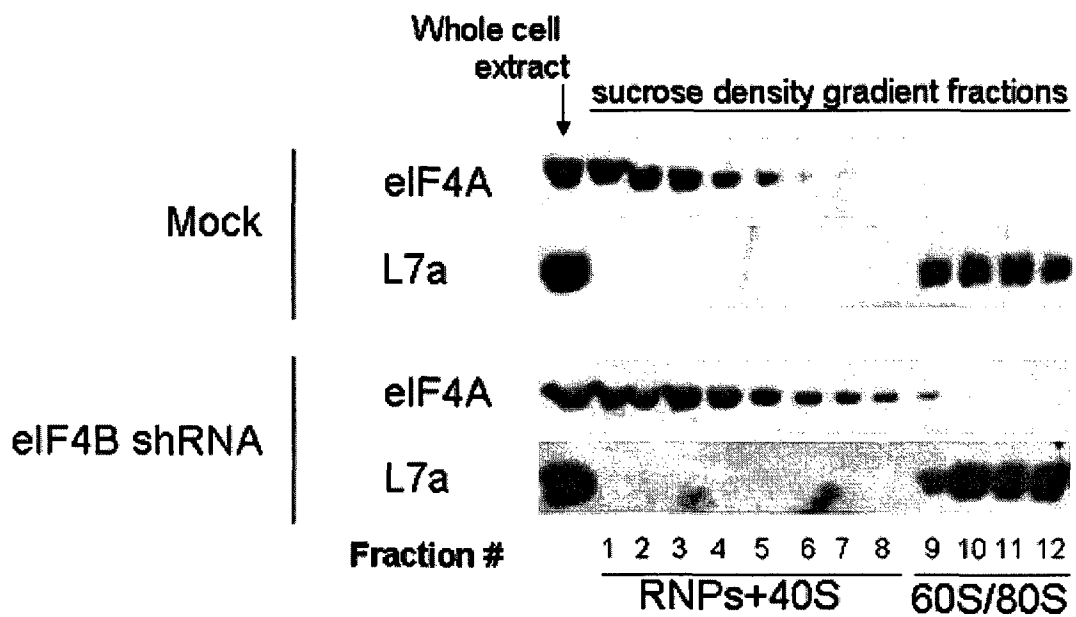 Whole cell
extract
sucrose density gradient fractions
Mock
eIF4A
L7a
eIF4B shRNA
eIF4A
L7a
Fraction #
1 2 3 4 5 6 7 8 9 10 11 12
RNPs+40S
60S/80S